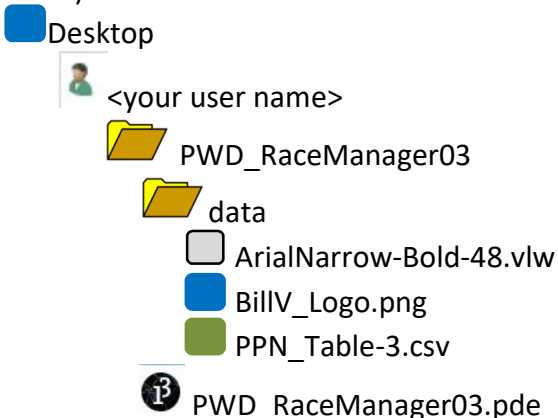 Desktop
<your user name>
PWD_RaceManager03
data
ArialNarrow-Bold-48.vlw
BillV_Logo.png
PPN_Table-3.csv
PWD_RaceManager03.pde